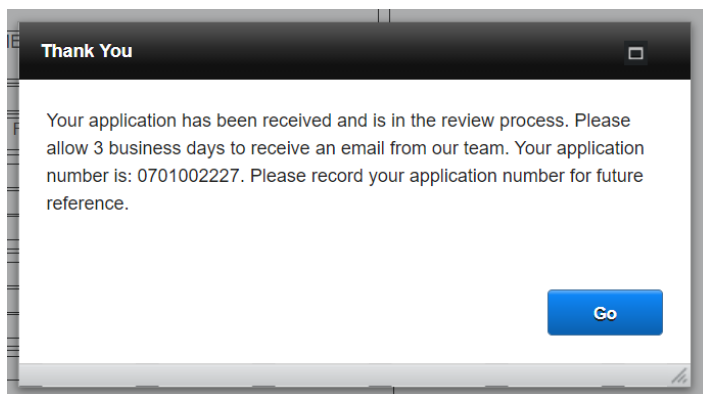 Thank You
Your application has been received and is in the review process. Please
allow 3 business days to receive an email from our team. Your application
number is: 0701002227. Please record your application number for future
reference.
Go